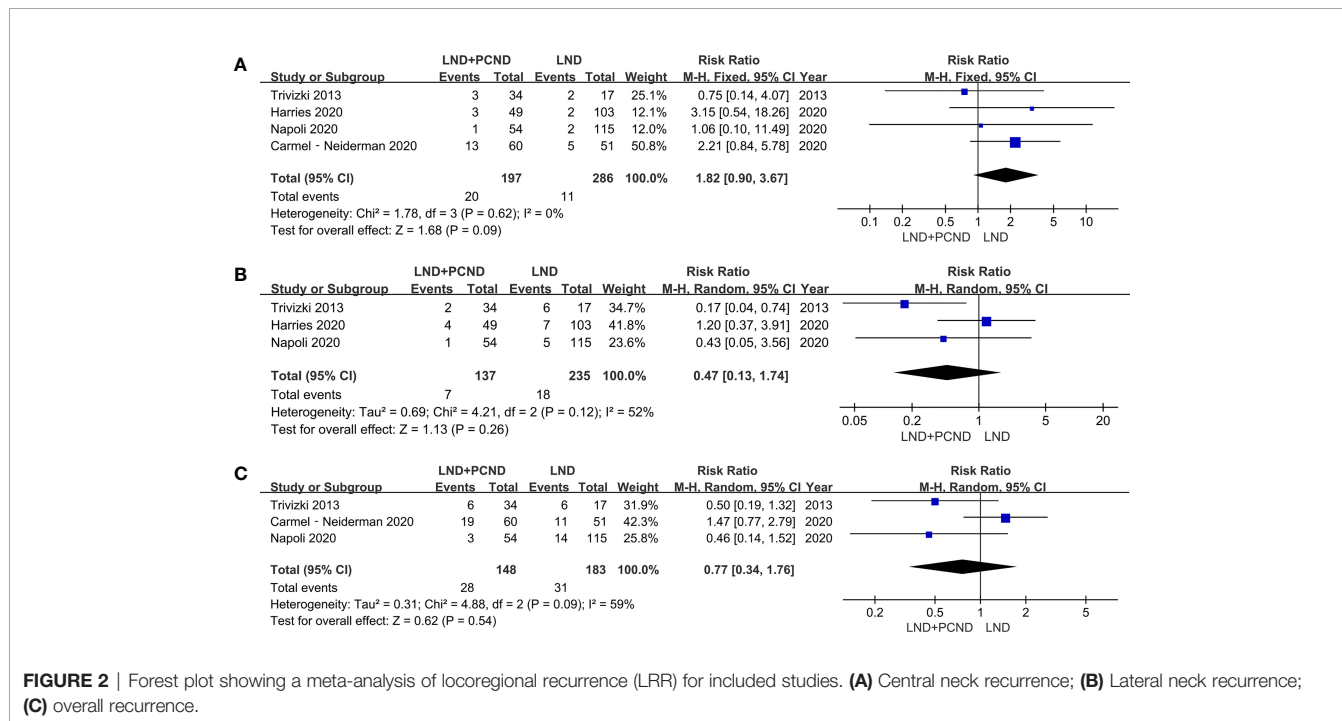 A
LND+PCND LND Risk Ratio Risk Ratio
Study or Subgroup Events Total Events Total Weight M-H, Fixed, 95% CI Year M-H, Fixed, 95% CI
Trivizki 2013 3 34 2 17 25.1% 0.75 [0.14, 4.07] 2013
Harries 2020 3 49 2 103 12.1% 3.15 [0.54, 18.26] 2020
Napoli 2020 1 54 2 115 12.0% 1.06 [0.10, 11.49] 2020
Carmel - Neiderman 2020 13 60 5 51 50.8% 2.21 [0.84, 5.78] 2020
Total (95% CI) 197 286 100.0% 1.82 [0.90, 3.67]
Total events 20 11
Heterogeneity: Chi² = 1.78, df = 3 (P = 0.62); I² = 0%
Test for overall effect: Z = 1.68 (P = 0.09)
0.1 0.2 0.5 1 2 5 10
LND+PCND LND
B
LND+PCND LND Risk Ratio Risk Ratio
Study or Subgroup Events Total Events Total Weight M-H, Random, 95% CI Year M-H, Random, 95% CI
Trivizki 2013 2 34 6 17 34.7% 0.17 [0.04, 0.74] 2013
Harries 2020 4 49 7 103 41.8% 1.20 [0.37, 3.91] 2020
Napoli 2020 1 54 5 115 23.6% 0.43 [0.05, 3.56] 2020
Total (95% CI) 137 235 100.0% 0.47 [0.13, 1.74]
Total events 7 18
Heterogeneity: Tau² = 0.69; Chi² = 4.21, df = 2 (P = 0.12); I² = 52%
Test for overall effect: Z = 1.13 (P = 0.26)
0.05 0.2 1 5 20
LND+PCND LND
C
LND+PCND LND Risk Ratio Risk Ratio
Study or Subgroup Events Total Events Total Weight M-H, Random, 95% CI Year M-H, Random, 95% CI
Trivizki 2013 6 34 6 17 31.9% 0.50 [0.19, 1.32] 2013
Carmel - Neiderman 2020 19 60 11 51 42.3% 1.47 [0.77, 2.79] 2020
Napoli 2020 3 54 14 115 25.8% 0.46 [0.14, 1.52] 2020
Total (95% CI) 148 183 100.0% 0.77 [0.34, 1.76]
Total events 28 31
Heterogeneity: Tau² = 0.31; Chi² = 4.88, df = 2 (P = 0.09); I² = 59%
Test for overall effect: Z = 0.62 (P = 0.54)
0.2 0.5 1 2 5
LND+PCND LND
FIGURE 2 | Forest plot showing a meta-analysis of locoregional recurrence (LRR) for included studies. (A) Central neck recurrence; (B) Lateral neck recurrence;
(C) overall recurrence.